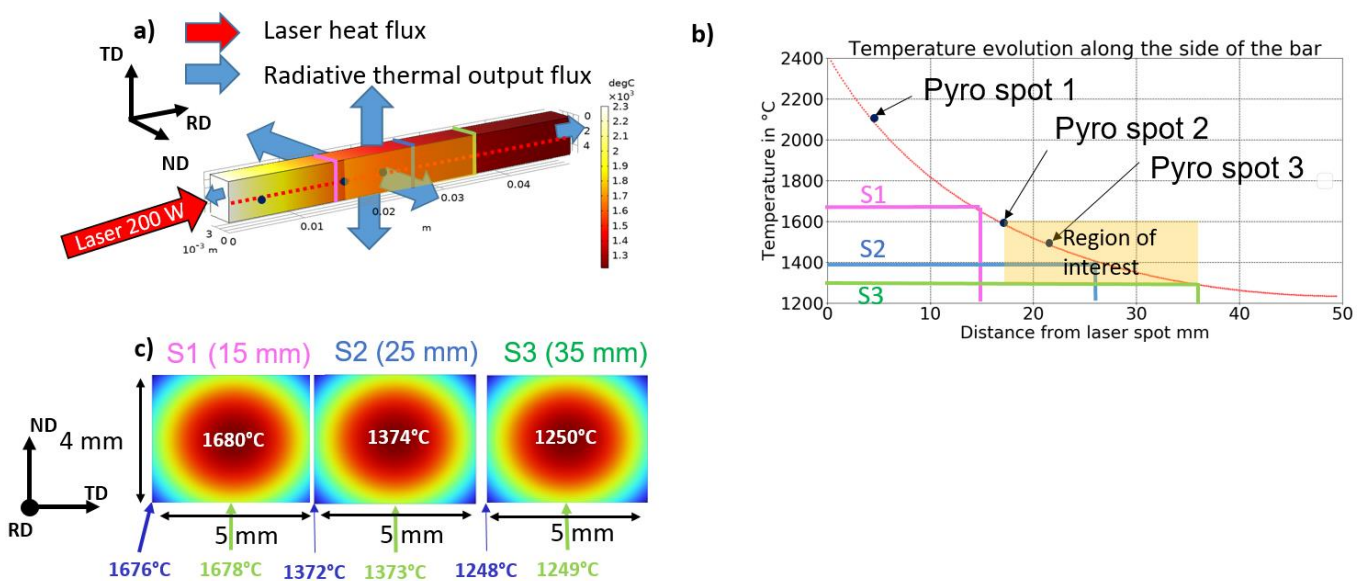 a)
Laser heat flux
Radiative thermal output flux
TD
RD
ND
degC
×10³
2.3
2.2
2.1
2
1.9
1.8
1.7
1.6
1.5
1.4
1.3
0
2
4
0.04
0.03
0.02
m
0.01
0
3
0
10⁻³ m
Laser 200 W
b)
Temperature evolution along the side of the bar
Temperature in °C
2400
2200
2000
1800
1600
1400
1200
Pyro spot 1
Pyro spot 2
Pyro spot 3
S1
S2
S3
Region of
interest
0
10
20
30
40
50
Distance from laser spot mm
c)
S1 (15 mm)
S2 (25 mm)
S3 (35 mm)
ND
4 mm
TD
RD
1680°C
1374°C
1250°C
5 mm
5 mm
5 mm
1676°C
1678°C
1372°C
1373°C
1248°C
1249°C